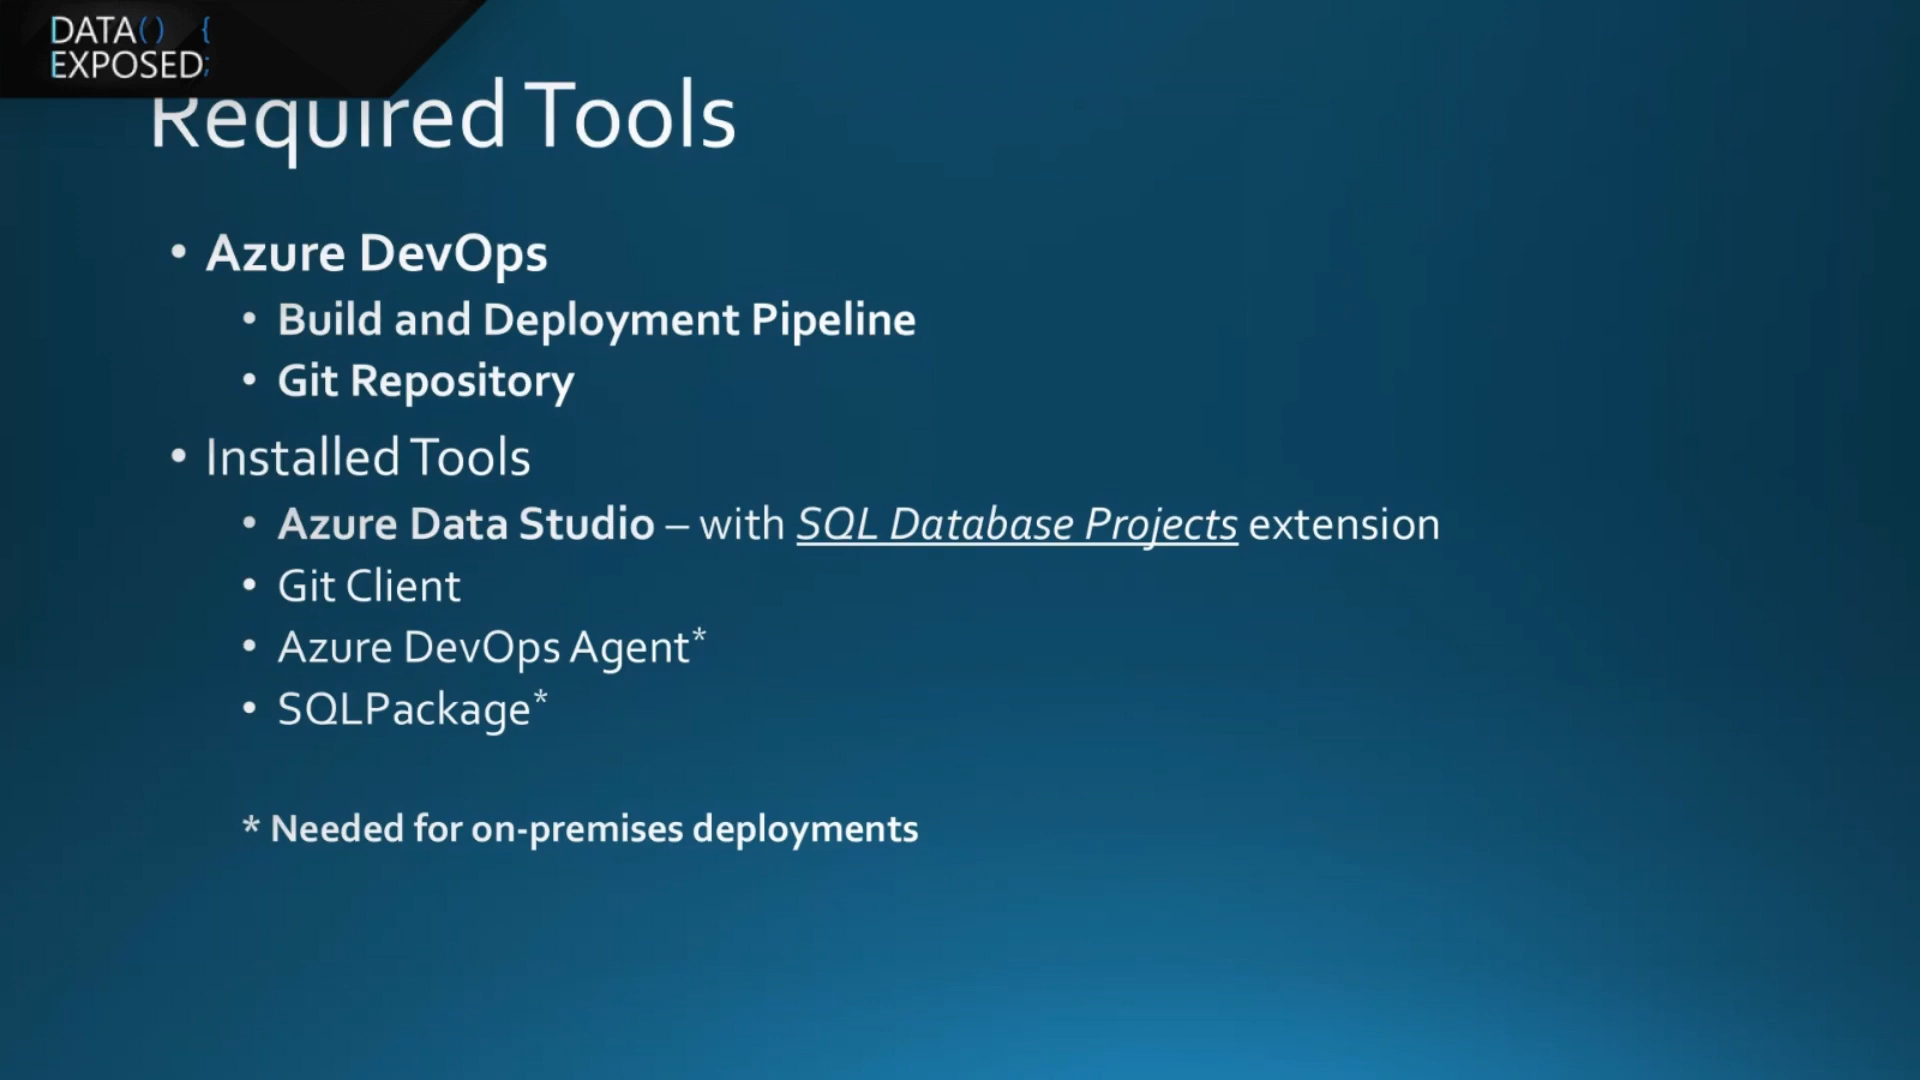 DATA() {
EXPOSED;
Required Tools
• Azure DevOps
• Build and Deployment Pipeline
• Git Repository
• Installed Tools
• Azure Data Studio – with SQL Database Projects extension
• Git Client
• Azure DevOps Agent*
• SQLPackage*
* Needed for on-premises deployments